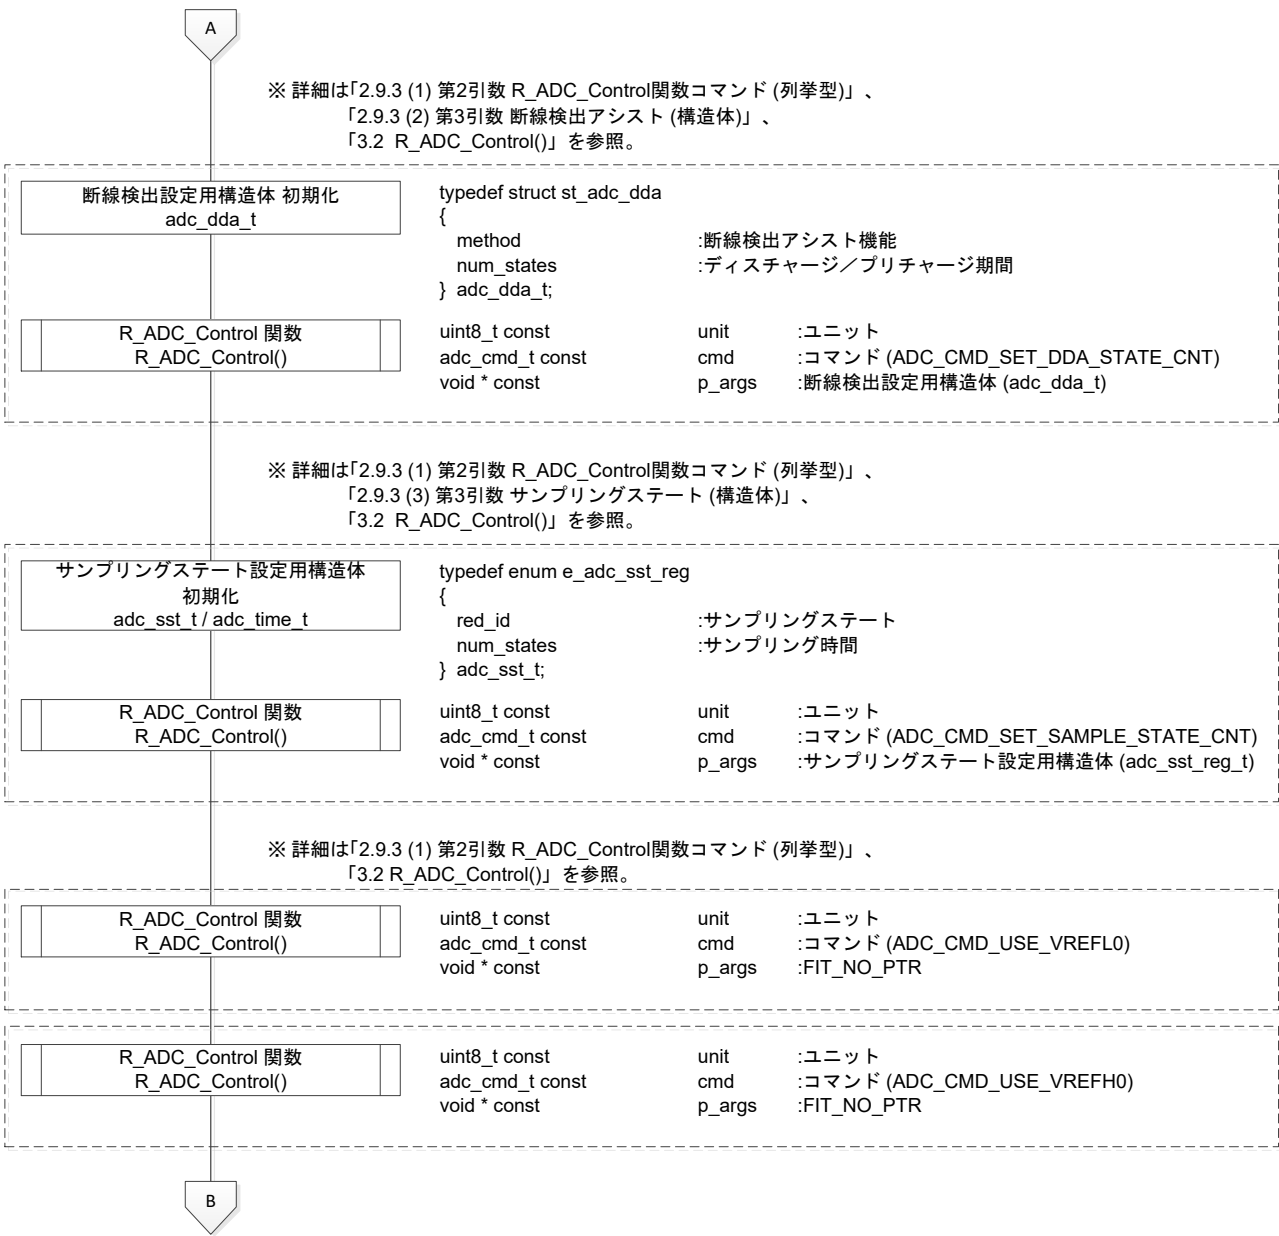 A
※ 詳細は「2.9.3 (1) 第2引数 R_ADC_Control関数コマンド (列挙型)」、
「2.9.3 (2) 第3引数 断線検出アシスト (構造体)」、
「3.2 R_ADC_Control()」を参照。
断線検出設定用構造体 初期化
adc_dda_t
typedef struct st_adc_dda
{
method :断線検出アシスト機能
num_states :ディスチャージ／プリチャージ期間
} adc_dda_t;
R_ADC_Control 関数
R_ADC_Control()
uint8_t const unit :ユニット
adc_cmd_t const cmd :コマンド (ADC_CMD_SET_DDA_STATE_CNT)
void * const p_args :断線検出設定用構造体 (adc_dda_t)
※ 詳細は「2.9.3 (1) 第2引数 R_ADC_Control関数コマンド (列挙型)」、
「2.9.3 (3) 第3引数 サンプリングステート (構造体)」、
「3.2 R_ADC_Control()」を参照。
サンプリングステート設定用構造体
初期化
adc_sst_t / adc_time_t
typedef enum e_adc_sst_reg
{
red_id :サンプリングステート
num_states :サンプリング時間
} adc_sst_t;
R_ADC_Control 関数
R_ADC_Control()
uint8_t const unit :ユニット
adc_cmd_t const cmd :コマンド (ADC_CMD_SET_SAMPLE_STATE_CNT)
void * const p_args :サンプリングステート設定用構造体 (adc_sst_reg_t)
※ 詳細は「2.9.3 (1) 第2引数 R_ADC_Control関数コマンド (列挙型)」、
「3.2 R_ADC_Control()」を参照。
R_ADC_Control 関数
R_ADC_Control()
uint8_t const unit :ユニット
adc_cmd_t const cmd :コマンド (ADC_CMD_USE_VREFL0)
void * const p_args :FIT_NO_PTR
R_ADC_Control 関数
R_ADC_Control()
uint8_t const unit :ユニット
adc_cmd_t const cmd :コマンド (ADC_CMD_USE_VREFH0)
void * const p_args :FIT_NO_PTR
B